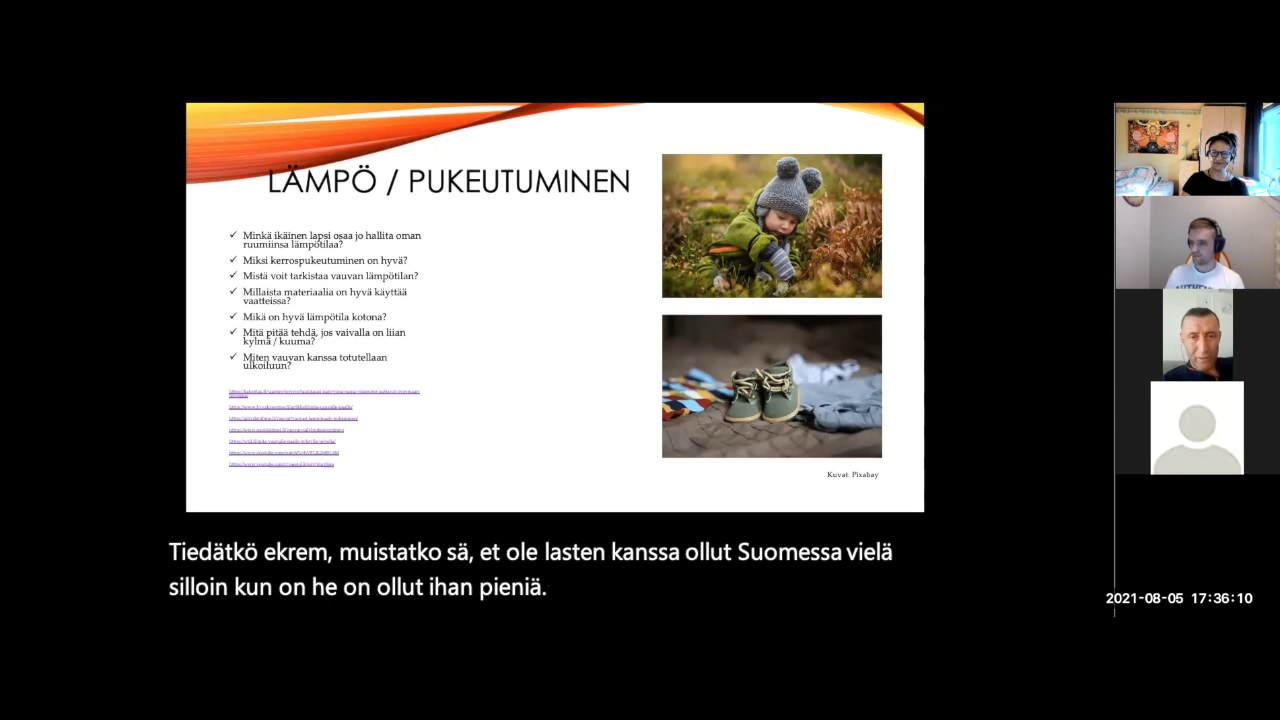 LÄMPÖ / PUKEUTUMINEN
✓ Minkä ikäinen lapsi osaa jo hallita oman
ruumiinsa lämpötilaa?
✓ Miksi kerrospukeutuminen on hyvä?
✓ Mistä voit tarkistaa vauvan lämpötilan?
✓ Millaista materiaalia on hyvä käyttää
vaatteissa?
✓ Mikä on hyvä lämpötila kotona?
✓ Mitä pitää tehdä, jos vaivalla on liian
kylmä / kuuma?
✓ Miten vauvan kanssa totutellaan
ulkoiluun?
Kuvat: Pixabay
Tiedätkö ekrem, muistatko sä, et ole lasten kanssa ollut Suomessa vielä
silloin kun on he on ollut ihan pieniä.
2021-08-05 17:36:10